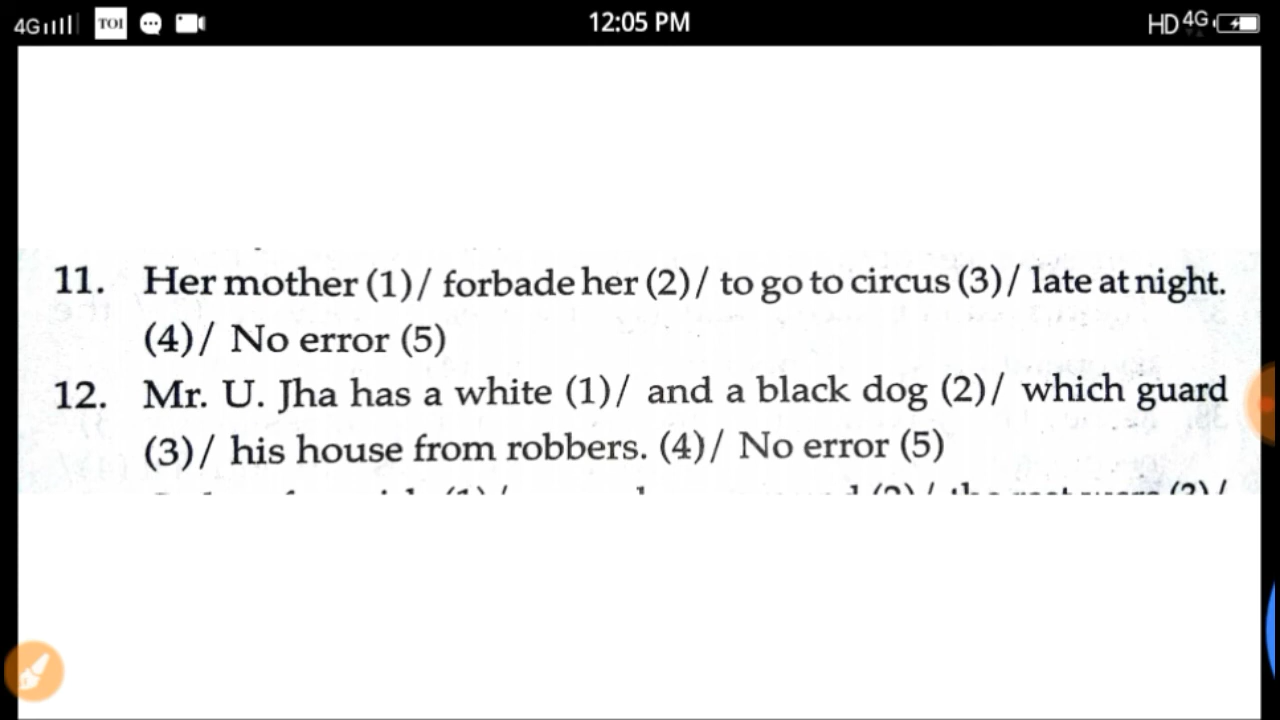 4G TOI 12:05 PM HD 4G
11. Her mother (1)/ forbade her (2)/ to go to circus (3)/ late at night.
(4)/ No error (5)
12. Mr. U. Jha has a white (1)/ and a black dog (2)/ which guard
(3)/ his house from robbers. (4)/ No error (5)